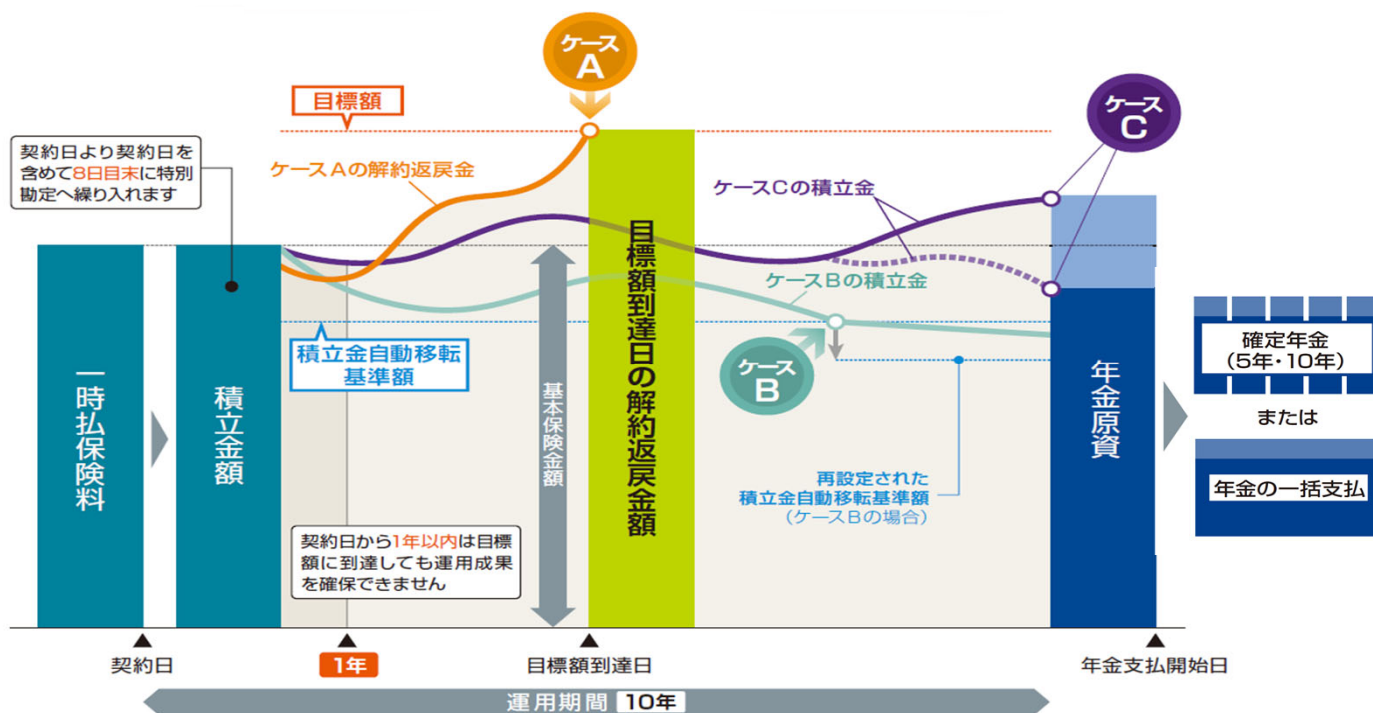 ケース
A
目標額
ケース
C
契約日より契約日を
含めて8日目末に特別
勘定へ繰り入れます
ケースAの解約返戻金
ケースCの積立金
ケースBの積立金
積立金自動移転
基準額
ケース
B
一時払保険料
積立金額
基本保険金額
目標額到達日の解約返戻金額
年金原資
確定年金
(5年・10年)
または
年金の一括支払
再設定された
積立金自動移転基準額
(ケースBの場合)
契約日から1年以内は目標
額に到達しても運用成果
を確保できません
契約日
1年
目標額到達日
年金支払開始日
運用期間 10年